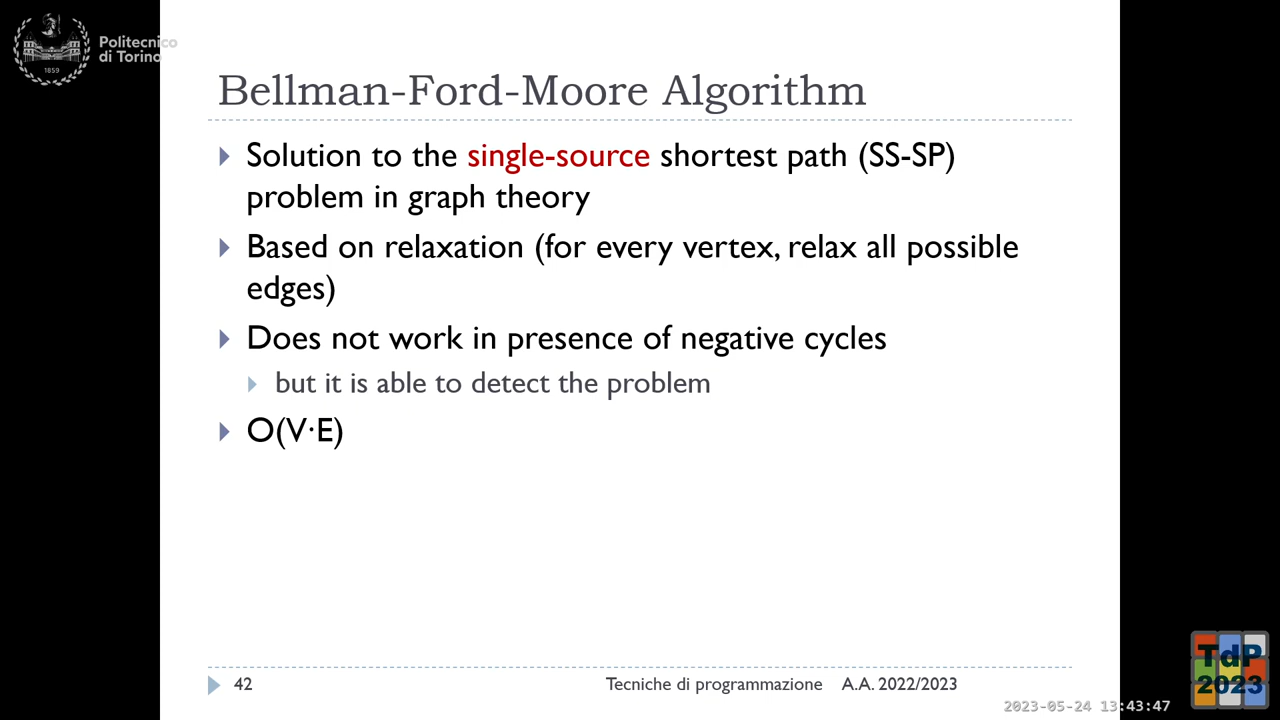 Politecnico
di Torino
1859
Bellman-Ford-Moore Algorithm
Solution to the single-source shortest path (SS-SP)
problem in graph theory
Based on relaxation (for every vertex, relax all possible
edges)
Does not work in presence of negative cycles
but it is able to detect the problem
O(V·E)
42
Tecniche di programmazione A.A. 2022/2023
2023-05-24 13:43:47
TdP
2023